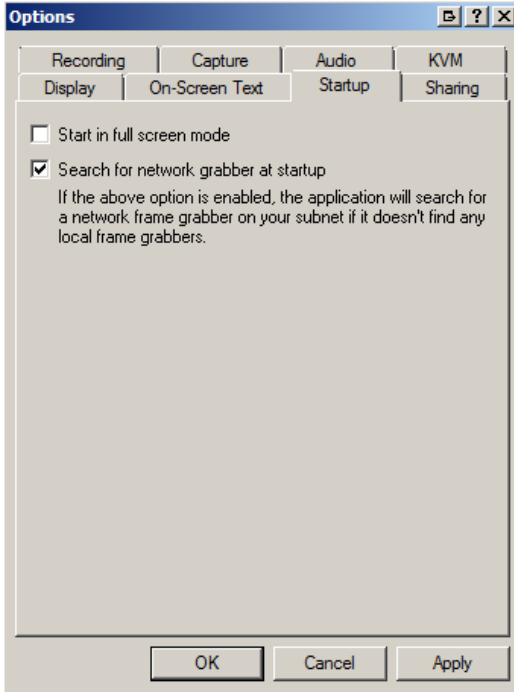 Options
Recording Capture Audio KVM
Display On-Screen Text Startup Sharing
Start in full screen mode
Search for network grabber at startup
If the above option is enabled, the application will search for
a network frame grabber on your subnet if it doesn't find any
local frame grabbers.
OK Cancel Apply